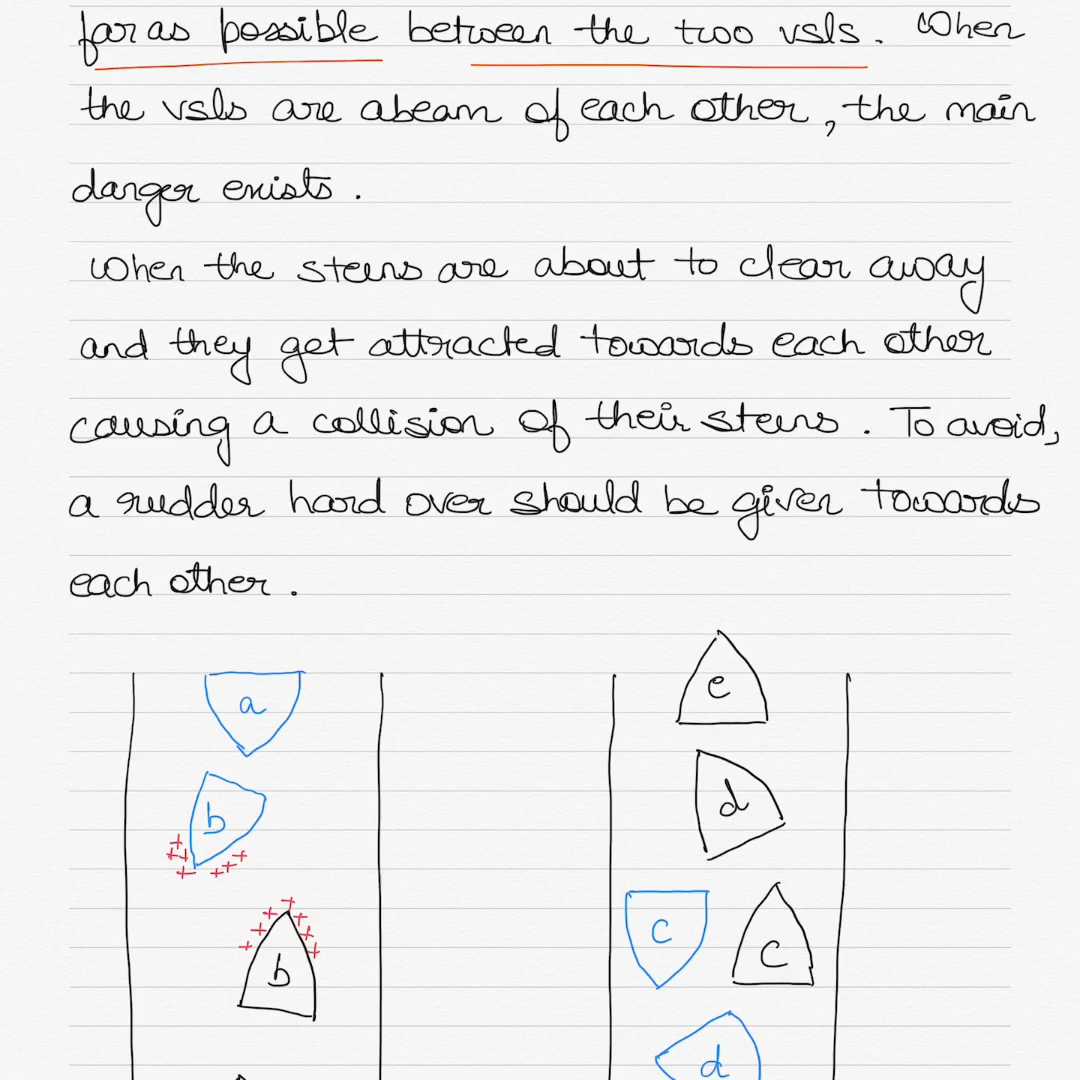 far as possible between the two vsls. When
the vsls are abeam of each other, the main
danger exists.
When the sterns are about to clear away
and they get attracted towards each other
causing a collision of their sterns. To avoid,
a rudder hard over should be given towards
each other.
a
e
b
d
+ + + + + + + +
c
c
+ + + + + + + +
b
d